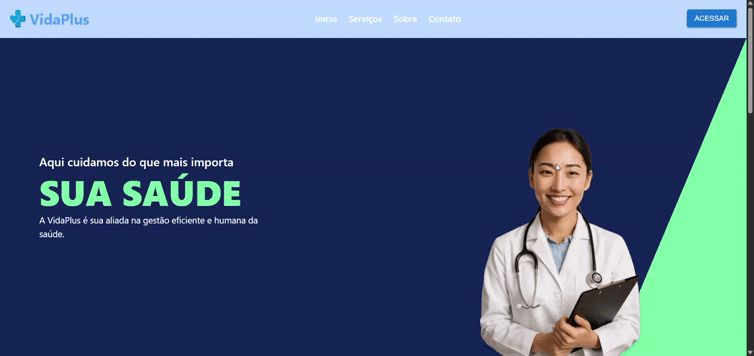 VidaPlus
Inicio Serviços Sobre Contato
ACESSAR
Aqui cuidamos do que mais importa
SUA SAÚDE
A VidaPlus é sua aliada na gestão eficiente e humana da
saúde.